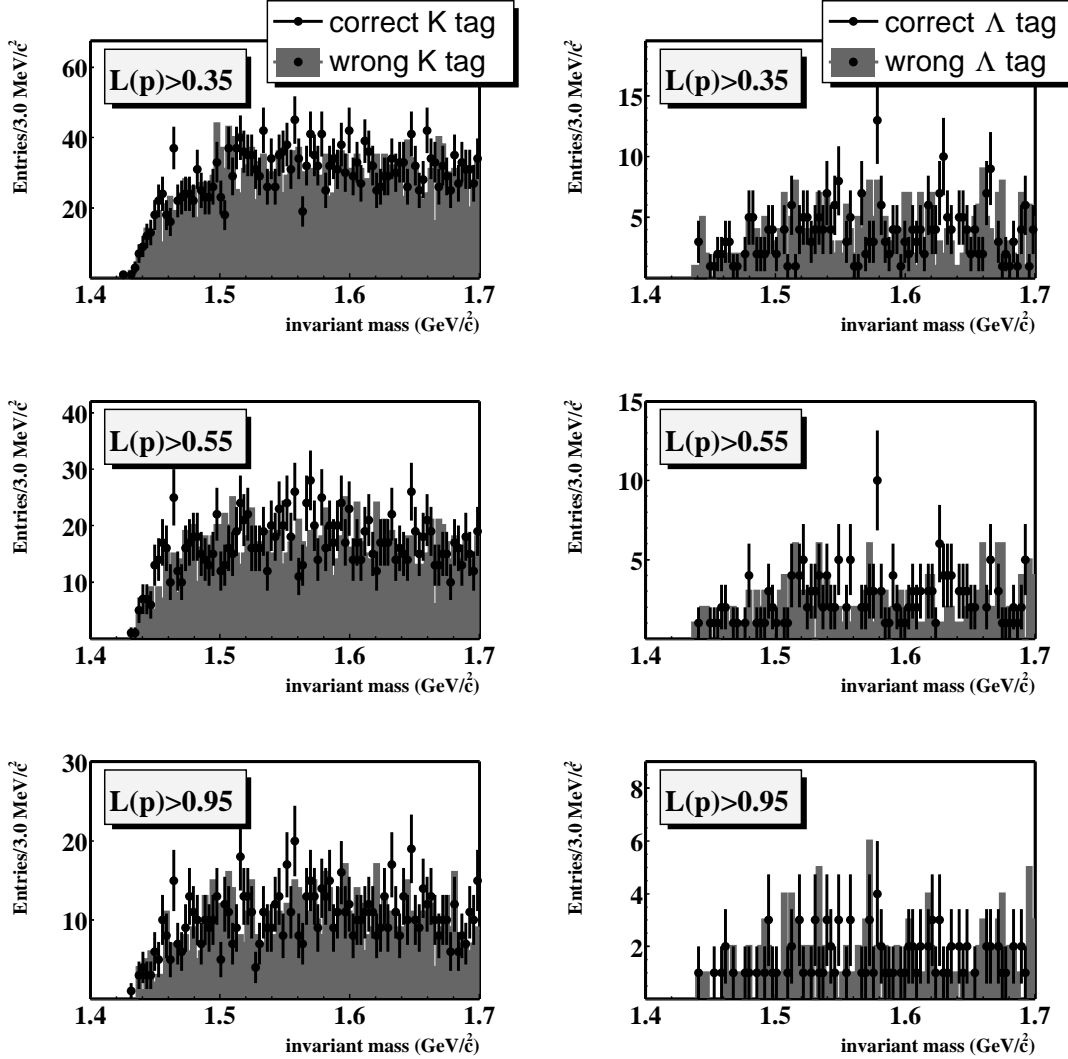 correct K tag
wrong K tag
L(p)>0.35
Entries/3.0 MeV/c²
60
40
20
1.4 1.5 1.6 1.7
invariant mass (GeV/c²)
correct Λ tag
wrong Λ tag
L(p)>0.35
Entries/3.0 MeV/c²
15
10
5
1.4 1.5 1.6 1.7
invariant mass (GeV/c²)
L(p)>0.55
Entries/3.0 MeV/c²
40
30
20
10
1.4 1.5 1.6 1.7
invariant mass (GeV/c²)
L(p)>0.55
Entries/3.0 MeV/c²
15
10
5
1.4 1.5 1.6 1.7
invariant mass (GeV/c²)
L(p)>0.95
Entries/3.0 MeV/c²
30
20
10
1.4 1.5 1.6 1.7
invariant mass (GeV/c²)
L(p)>0.95
Entries/3.0 MeV/c²
8
6
4
2
1.4 1.5 1.6 1.7
invariant mass (GeV/c²)